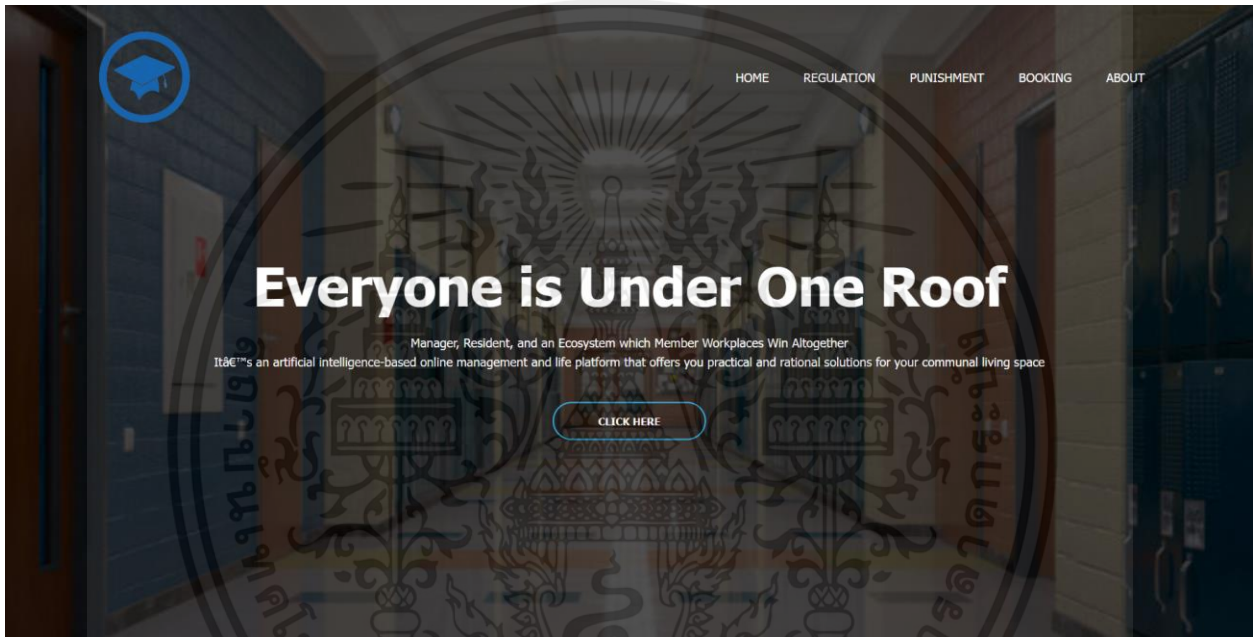 HOME REGULATION PUNISHMENT BOOKING ABOUT
Everyone is Under One Roof
Manager, Resident, and an Ecosystem which Member Workplaces Win Altogether
Itâ€™s an artificial intelligence-based online management and life platform that offers you practical and rational solutions for your communal living space
CLICK HERE